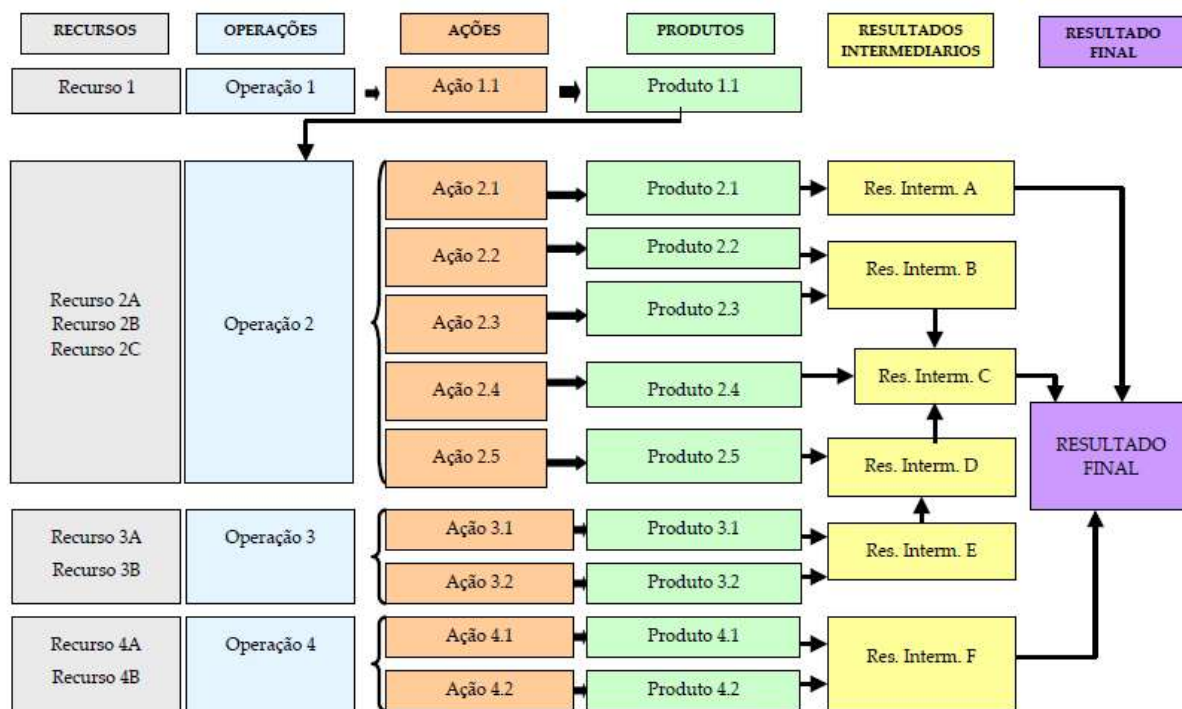 RECURSOS
OPERAÇÕES
AÇÕES
PRODUTOS
RESULTADOS
INTERMEDIARIOS
RESULTADO
FINAL
Recurso 1
Operação 1
Ação 1.1
Produto 1.1
Recurso 2A
Recurso 2B
Recurso 2C
Operação 2
Ação 2.1
Produto 2.1
Res. Interm. A
Ação 2.2
Produto 2.2
Res. Interm. B
Ação 2.3
Produto 2.3
Ação 2.4
Produto 2.4
Res. Interm. C
Ação 2.5
Produto 2.5
Res. Interm. D
RESULTADO
FINAL
Recurso 3A
Recurso 3B
Operação 3
Ação 3.1
Produto 3.1
Res. Interm. E
Ação 3.2
Produto 3.2
Recurso 4A
Recurso 4B
Operação 4
Ação 4.1
Produto 4.1
Res. Interm. F
Ação 4.2
Produto 4.2